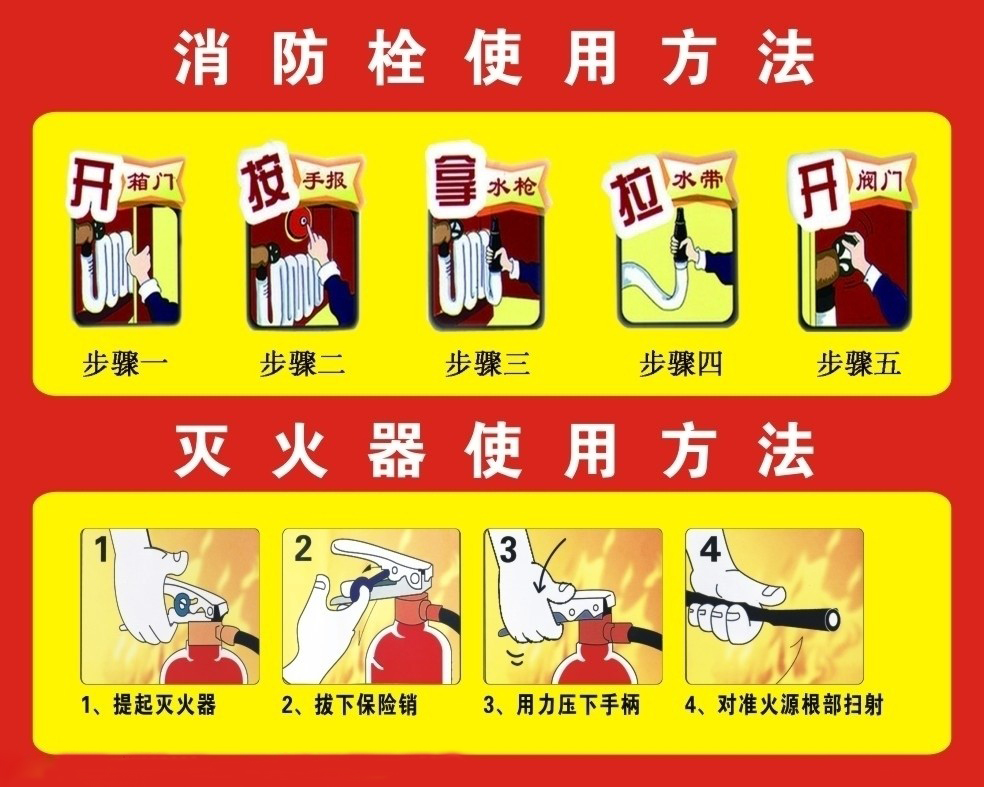 消防栓使用方法
开箱门
按手报
拿水枪
拉水带
开阀门
步骤一
步骤二
步骤三
步骤四
步骤五
灭火器使用方法
1
2
3
4
1、提起灭火器
2、拔下保险销
3、用力压下手柄
4、对准火源根部扫射